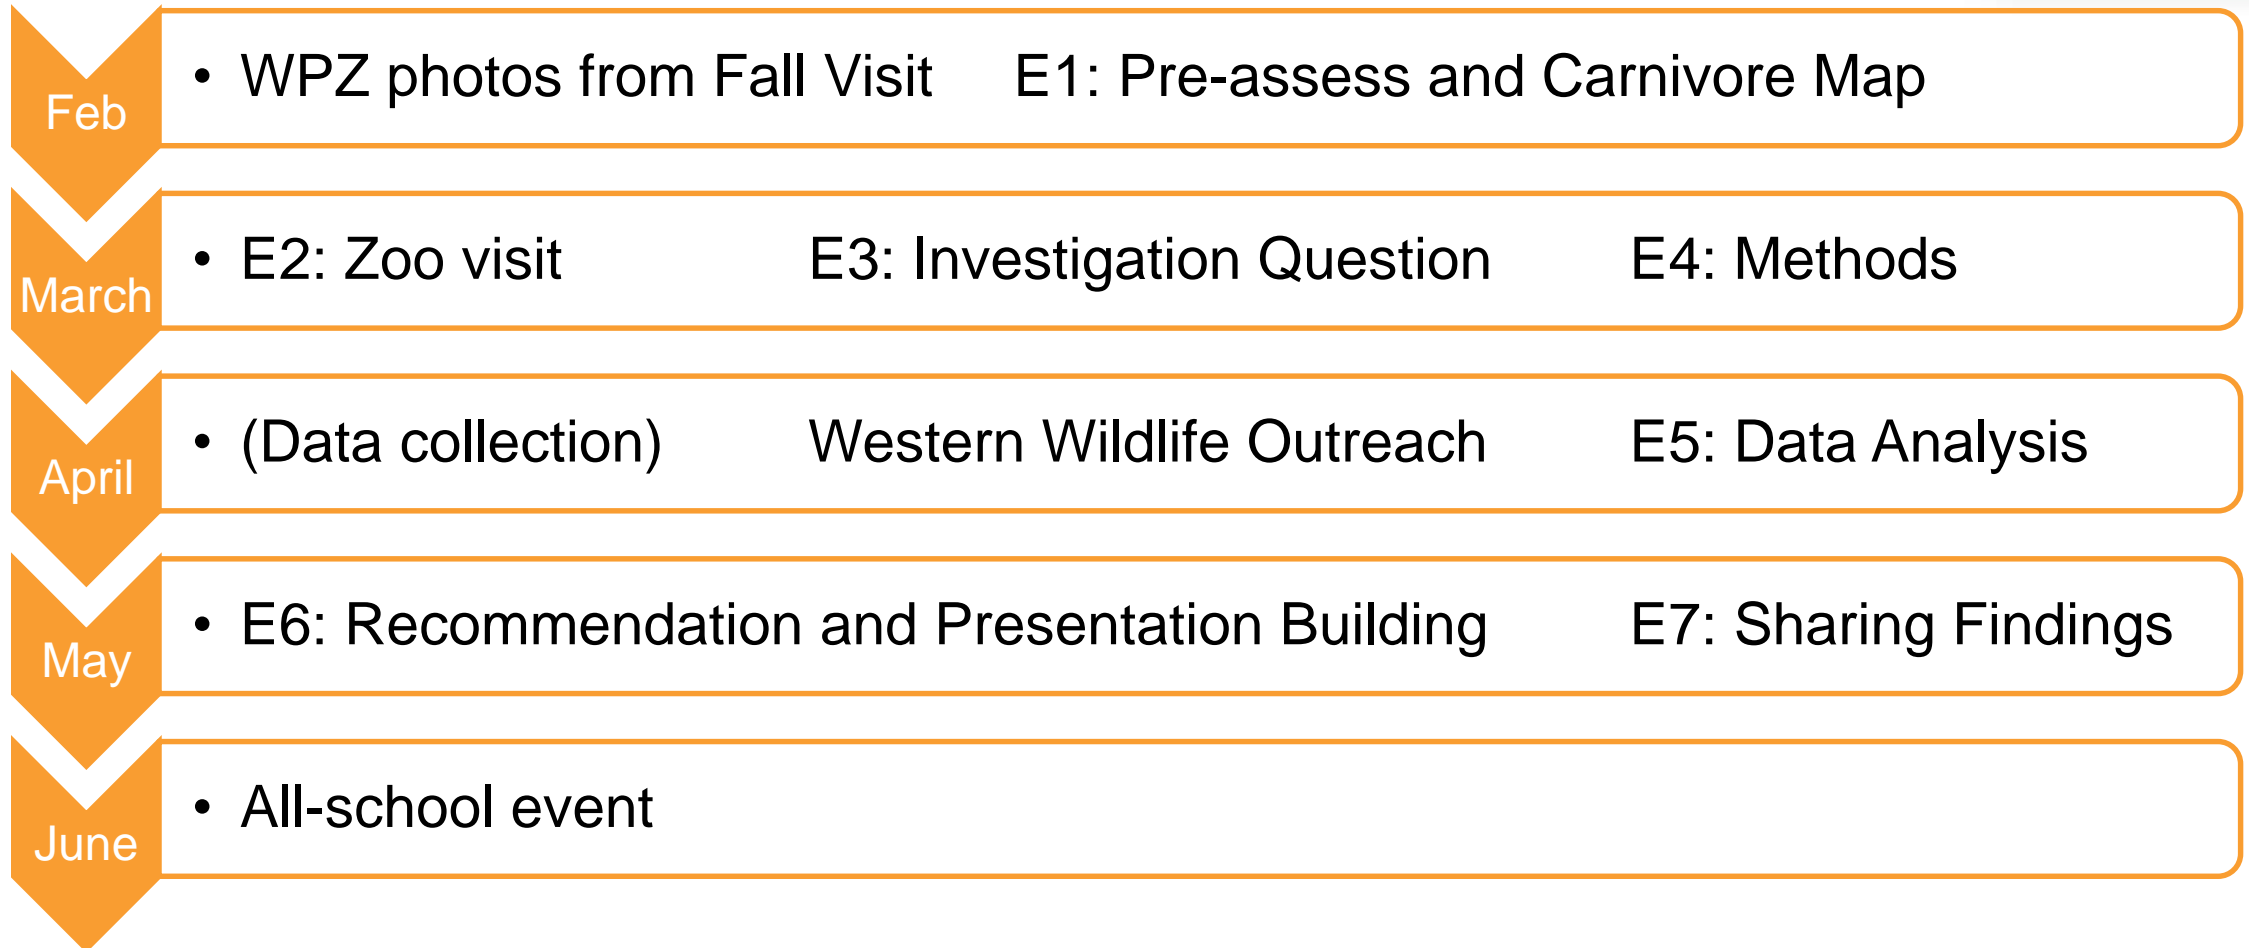 Feb
• WPZ photos from Fall Visit E1: Pre-assess and Carnivore Map
March
• E2: Zoo visit E3: Investigation Question E4: Methods
April
• (Data collection) Western Wildlife Outreach E5: Data Analysis
May
• E6: Recommendation and Presentation Building E7: Sharing Findings
June
• All-school event